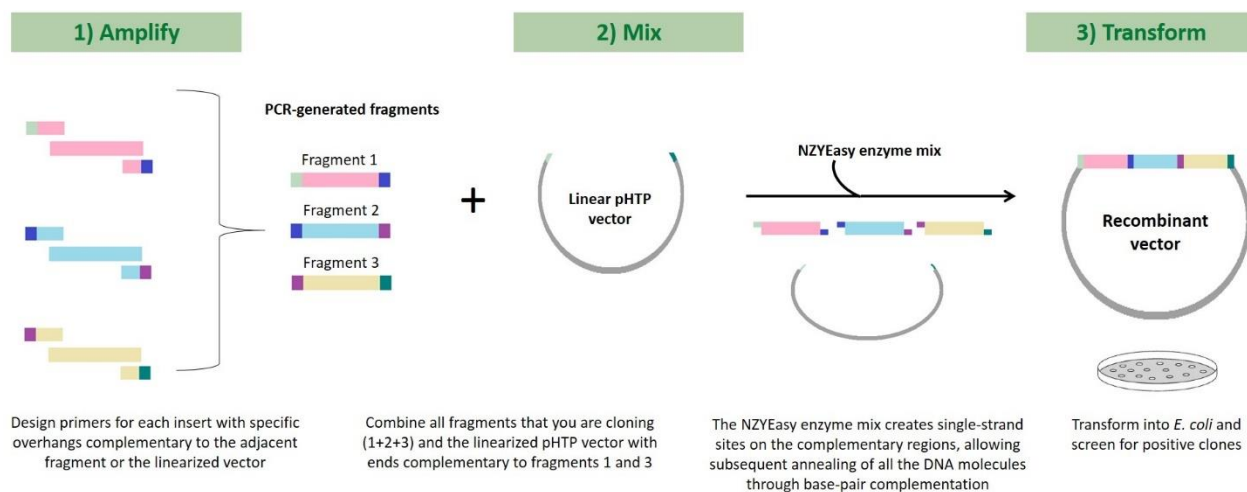 1) Amplify
2) Mix
3) Transform
PCR-generated fragments
Fragment 1
Fragment 2
Fragment 3
+
Linear pHTP
vector
NZYEasy enzyme mix
Recombinant
vector
Design primers for each insert with specific
overhangs complementary to the adjacent
fragment or the linearized vector
Combine all fragments that you are cloning
(1+2+3) and the linearized pHTP vector with
ends complementary to fragments 1 and 3
The NZYEasy enzyme mix creates single-strand
sites on the complementary regions, allowing
subsequent annealing of all the DNA molecules
through base-pair complementation
Transform into E. coli and
screen for positive clones